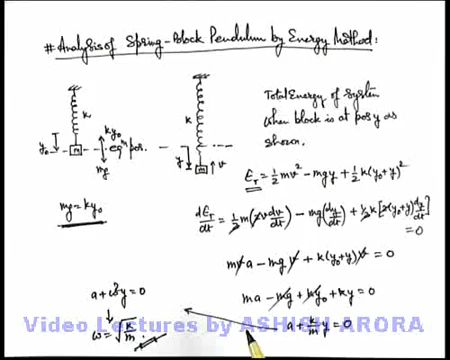 # Analysis of Spring-Block Pendulum by Energy Method:
Total Energy of System
when block is at pos y as
shown.
k
k
y₀
m
ky₀
mg
eqᵐ pos.
y
m
v
mg = ky₀
E_T = ½mv² - mgy + ½k(y₀+y)²
dE_T/dt = ½m(2v dv/dt) - mg(dy/dt) + ½k[2(y₀+y)dy/dt]
= 0
mva - mgv + k(y₀+y)v = 0
ma - mg + ky₀ + ky = 0
a + k/m y = 0
a + ω²y = 0
ω = √(k/m)
Video Lectures by ASHISH-ARORA